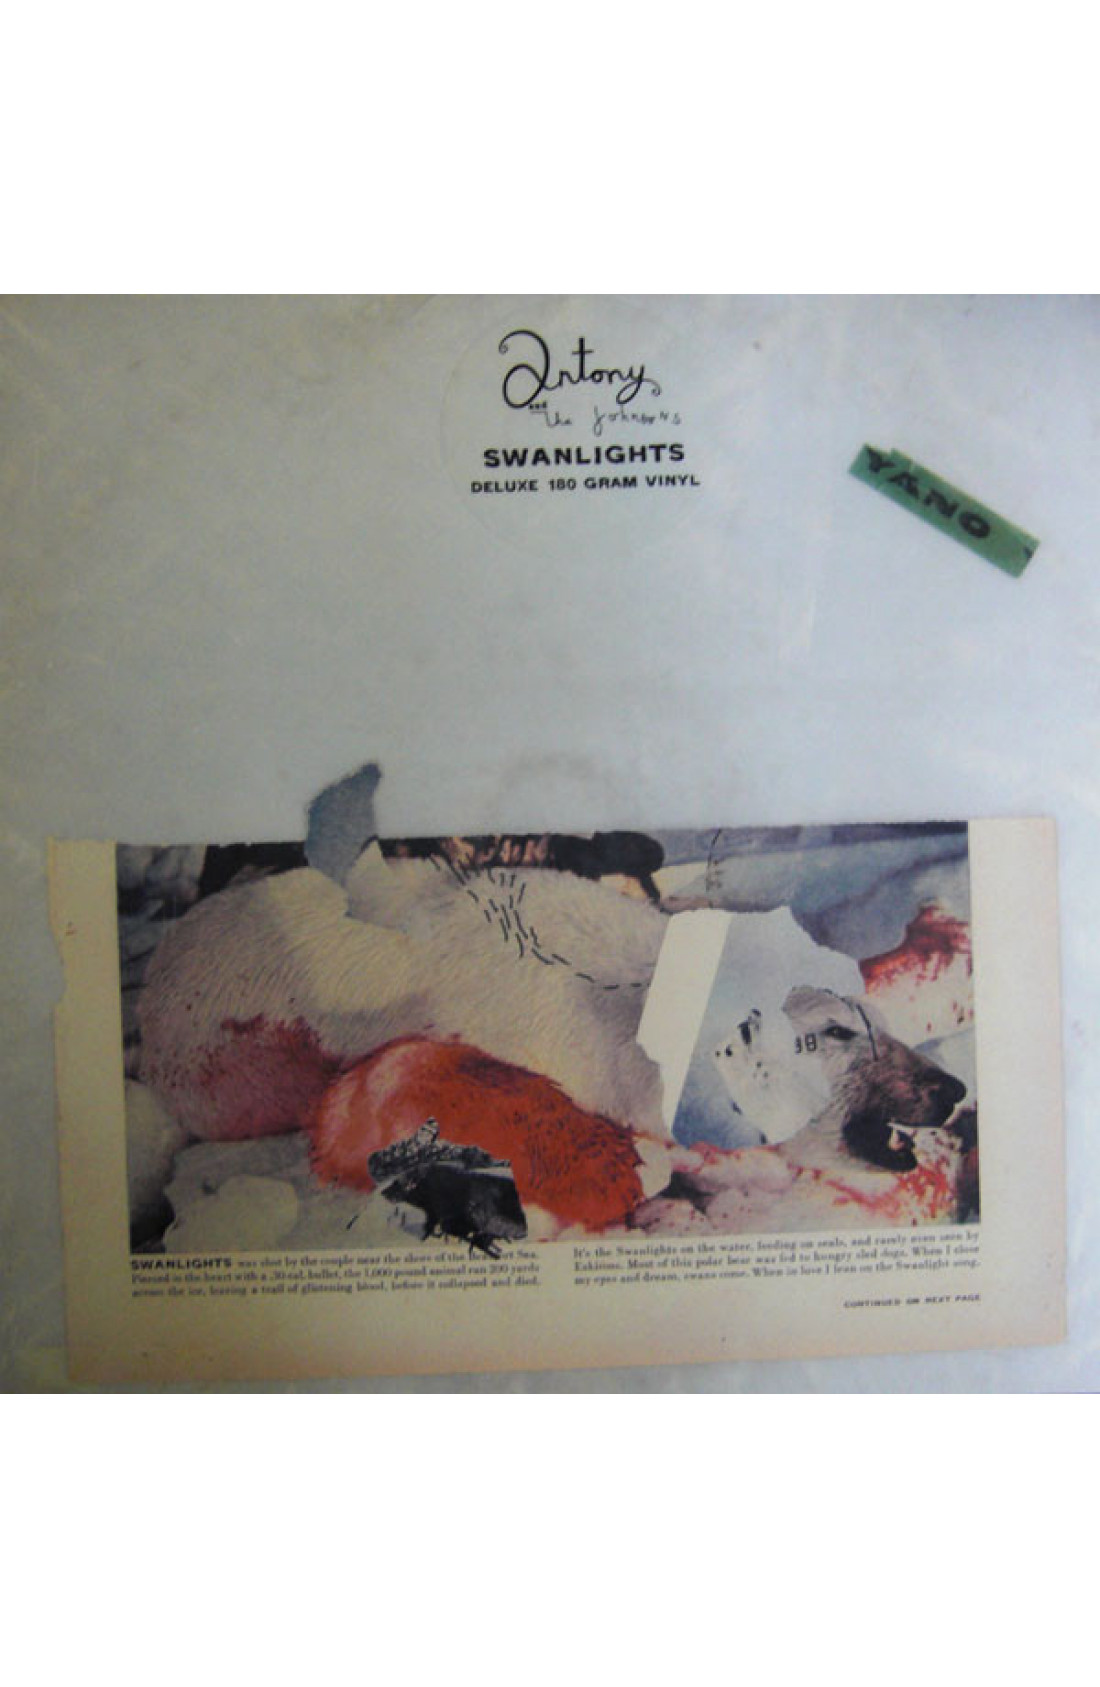 Antony
and
the Johnsons
SWANLIGHTS
DELUXE 180 GRAM VINYL
YANO
98
SWANLIGHTS was shot by the couple near the shore of the Beaufort Sea.
Pierced in the heart with a .30-cal. bullet, the 1,000 pound animal ran 200 yards
across the ice, leaving a trail of glistening blood, before it collapsed and died.
It's the Swanlights on the water, feeding on seals, and rarely even seen by
Eskimos. Most of this polar bear was fed to hungry sled dogs. When I close
my eyes and dream, swans come. When in love I lean on the Swanlight song.
CONTINUED ON NEXT PAGE